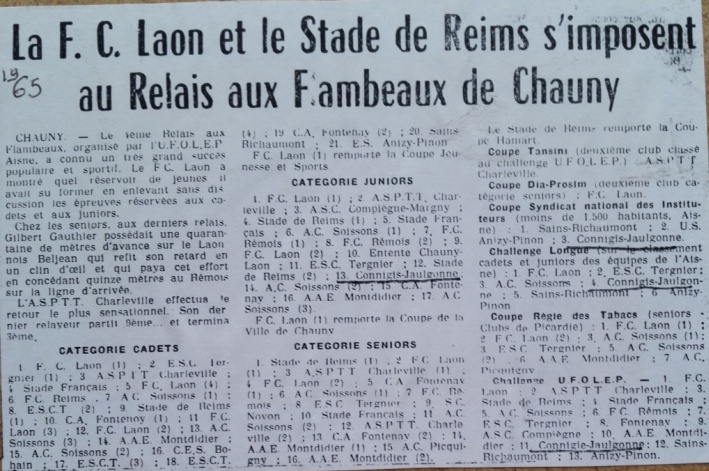 La F. C. Laon et le Stade de Reims s'imposent
au Relais aux F.ambeaux de Chauny
19
65
CHAUNY. — Le 4ème Relais aux
Flambeaux, organisé par l'U.F.O.L.E.P
Aisne, a connu un très grand succès
populaire et sportif. Le F.C. Laon a
montré quel réservoir de jeunes il
avait su former en enlevant sans dis-
cussion les épreuves réservées aux ca-
dets et aux juniors.
Chez les seniors, aux derniers relais,
Gilbert Gauthier possédait une quaran-
taine de mètres d'avance sur le Laon
nois Beljean qui refit son retard en
un clin d'œil et qui paya cet effort
en concédant quinze mètres au Rémois
sur la ligne d'arrivée.
L'A.S.P.T.T. Charleville effectua le
retour le plus sensationnel. Son der
nier relayeur partit 9ème... et termina
3ème.
CATEGORIE CADETS
1. F. C. Laon (1) ; 2 E.S.C. Ter-
gnier (1) ; 3 A.S.P.T.T Charleville ;
Stade Français ; 5 F.C. Laon (4) ;
6. F.C. Reims ; 7 A.C. Soissons (1) ;
8. E.S.C.T (2) ; 9 Stade de Reims
(1) ; 10. C.A. Fontenoy (1) ; 11 F.C.
Laon (3) ; 12. F.C. Laon (2) ; 13. A.C.
Soissons (3) ; 14. A.A.E. Montdidier ;
15. A.C. Soissons (2) ; 16. C.E.S. Bo-
hain ; 17. E.S.C.T. (3) ; 18. E.S.C.T.
(4) ; 19 C.A. Fontenay (2) ; 20. Sains-
Richaumont ; 21. E.S. Anizy-Pinon
F.C. Laon (1) remporte la Coupe Jeu-
nesse et Sports
CATEGORIE JUNIORS
1. F.C. Laon (1) ; 2 A.S.P.T.T. Char-
leville ; 3. A.S.C. Compiègne-Margny ;
4. Stade de Reims (1) ; 5. Stade Fran-
çais ; 6. A.C. Soissons (1) ; 7. F.C.
Rémois (1) ; 8. F.C. Rémois (2) ; 9.
F.C. Laon (2) ; 10. Entente Chauny-
Laon ; 11. E.S.C. Tergnier ; 12. Stade
de Reims (2) ; 13. Connigis-Jaulgonne ;
14. A.C. Soissons (2) ; 15 C.A. Fonte-
nay ; 16. A.A.E. Montdidier ; 17. A.C.
Soissons (3).
F.C. Laon (1) remporte la Coupe de la
Ville de Chauny
CATEGORIE SENIORS
1. Stade de Reims (1) ; 2 F.C. Laon
(1) ; 3 A.S.P.T.T Charleville (1) ;
4 F.C. Laon (2) ; 5 C.A Fontenay
(1) ; 6 A.C Soissons (1) ; 7 F.C. Ré-
mois ; 8 E.S.C Tergnier ; 9. S.C.
Noyon ; 10 Stade Français ; 11 A.C.
Soissons (2) ; 12. A.S.P.T.T. Charle
ville (2) ; 13 C.A. Fontenay (2) ; 14.
A.A.E. Montdidier ; 15. A.C. Picqui-
gny ; 16. A.A.E. Montdidier (2).
Le Stade de Reims remporte la Cou-
pe Hamart.
Coupe Tansini (deuxième club classé
au challenge U.F.O.L.E.P.) A.S.P.T.T
Charleville.
Coupe Dia-Prosim (deuxième club ca-
tégorie seniors) : F.C. Laon.
Coupe Syndicat national des Institu-
teurs (moins de 1.500 habitants, Ais-
ne) : 1. Sains-Richaumont ; 2. U.S.
Anizy-Pinon ; 3. Connigis-Jaulgonne.
Challenge Longue (sur le classement
cadets et juniors des équipes de l'Ais-
ne) : 1 F.C. Laon ; 2. E.S.C. Tergnier ;
3. A.C. Soissons ; 4. Connigis-Jaulgon-
ne ; 5. Sains-Richaumont ; 6 Anizy-
Pinon
Coupe Régie des Tabacs (seniors -
Clubs de Picardie) : 1. F.C. Laon (1) ;
2 F.C. Laon (2) ; 3. A.C. Soissons (1) ;
E.S.C Tergnier ; 5 A.C. Soissons
(2) ; 6. A.A.E Montdidier ; 7 A.C.
Picquigny
Challenge U.F.O.L.E.P. — 1. F.C.
Laon ; 2 A.S.P.T.T Charleville ; 3.
Stade de Reims ; 4 Stade Français ;
5. A.C. Soissons ; 6 F.C. Rémois ; 7.
E.S.C. Tergnier ; 8. Fontenay ; 9.
A.S.C Compiègne ; 10. A.A.E Montdi-
dier ; 11. Connigis-Jaulgonne ; 12. Sains-
Richaumont ; 13. Anizy-Pinon.